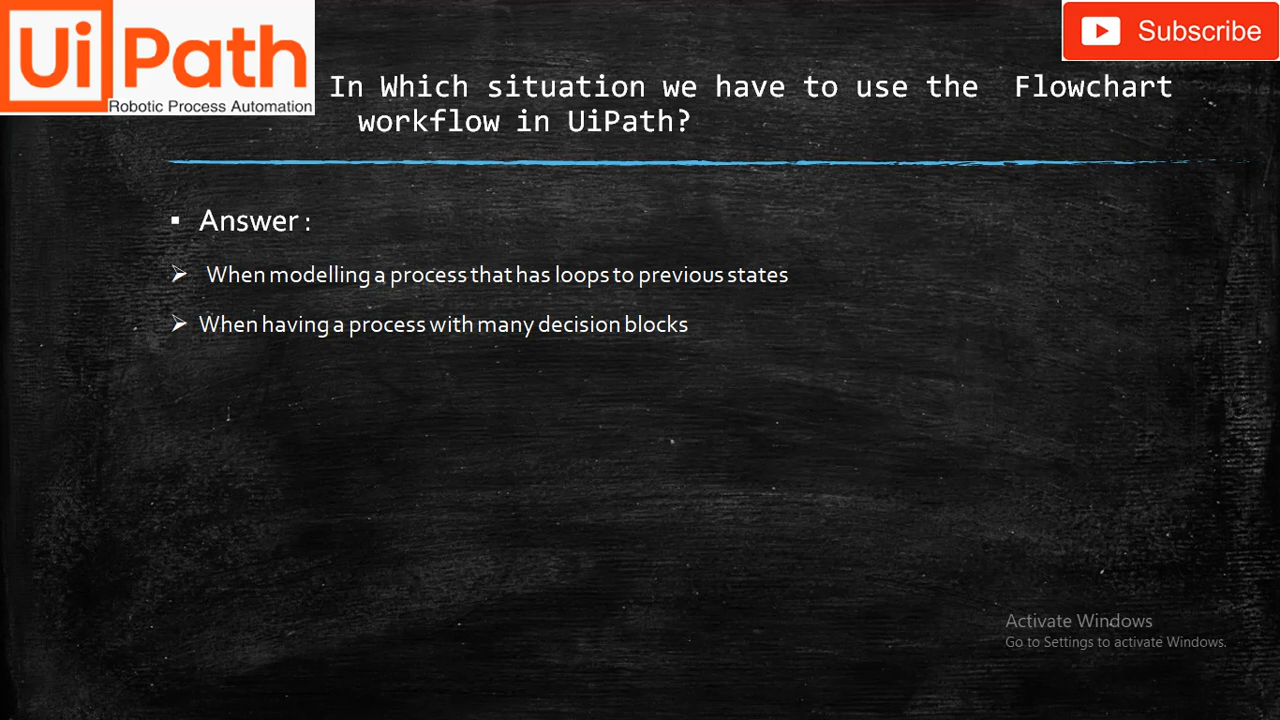 UiPath
Robotic Process Automation
Subscribe
In Which situation we have to use the  Flowchart
workflow in UiPath?
▪ Answer :
➢ When modelling a process that has loops to previous states
➢ When having a process with many decision blocks
Activate Windows
Go to Settings to activate Windows.